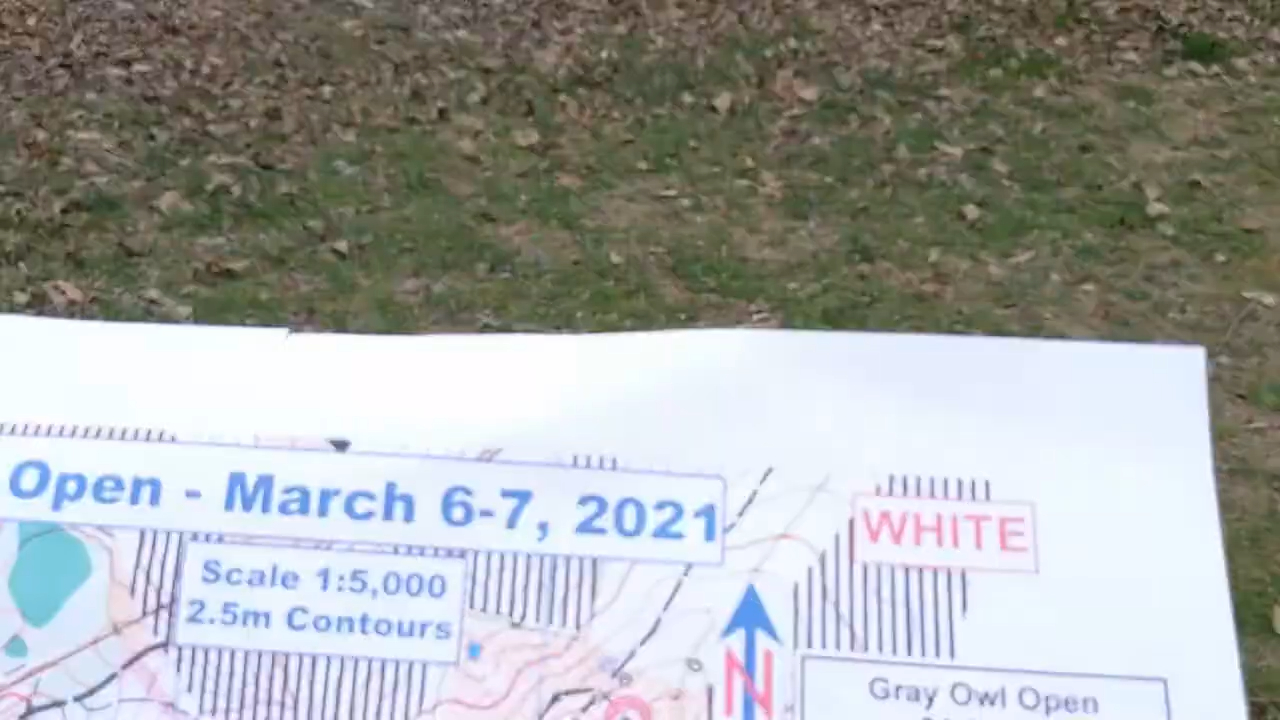 Open - March 6-7, 2021
WHITE
Scale 1:5,000
2.5m Contours
N
Gray Owl Open